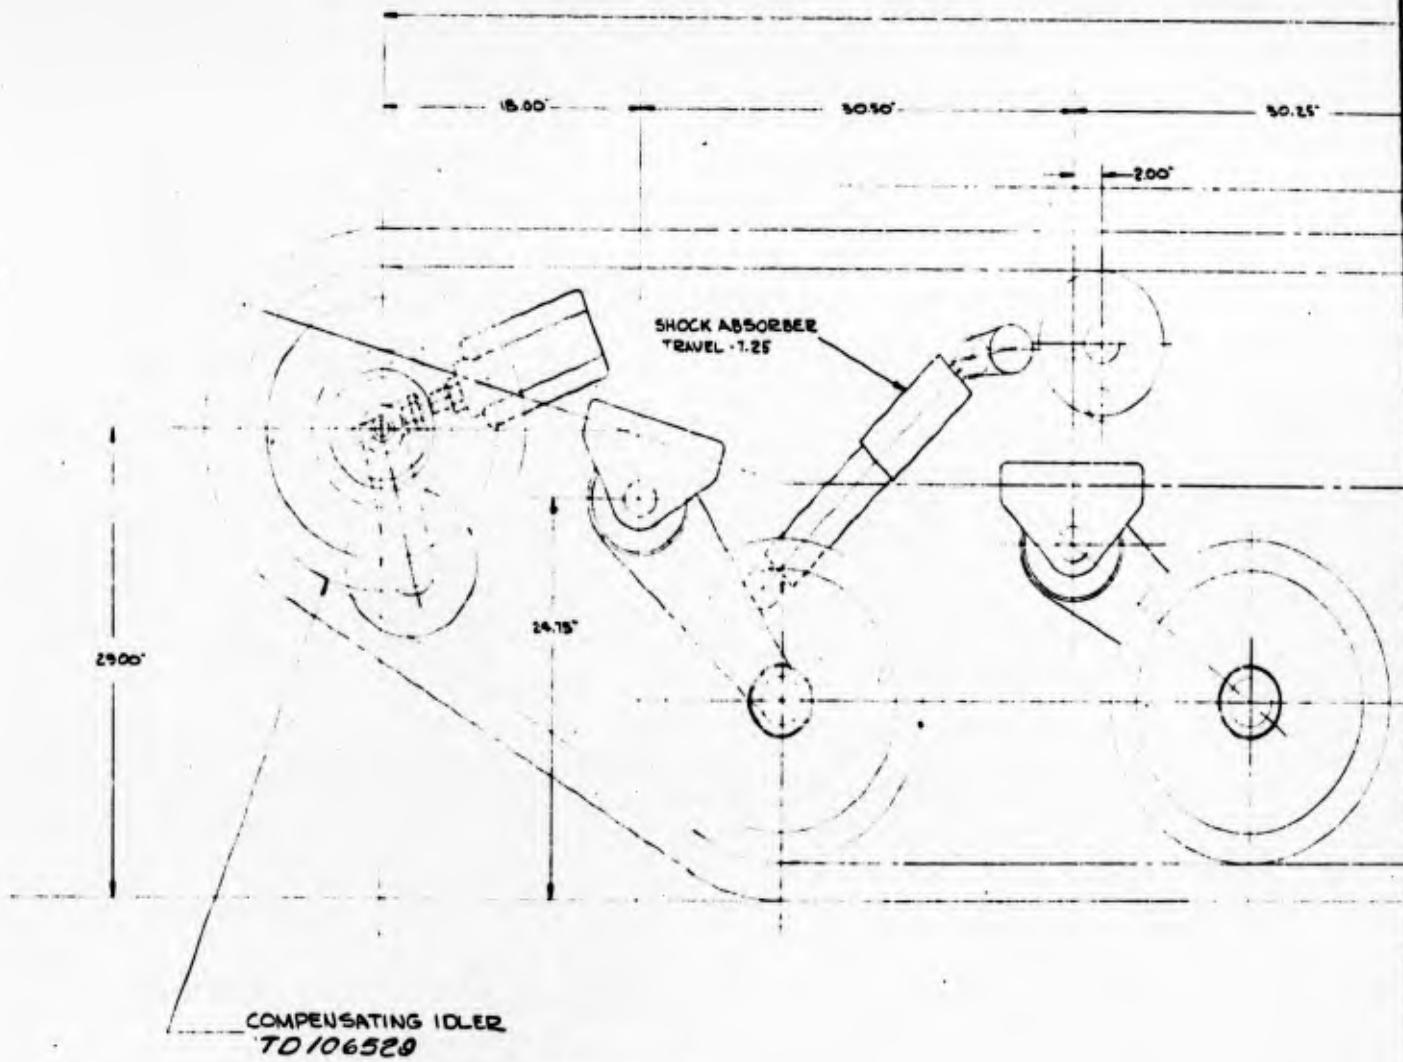 18.00"
30.50"
30.25"
2.00"
SHOCK ABSORBER
TRAVEL - 7.25
24.75"
29.00"
COMPENSATING IDLER
TD106529